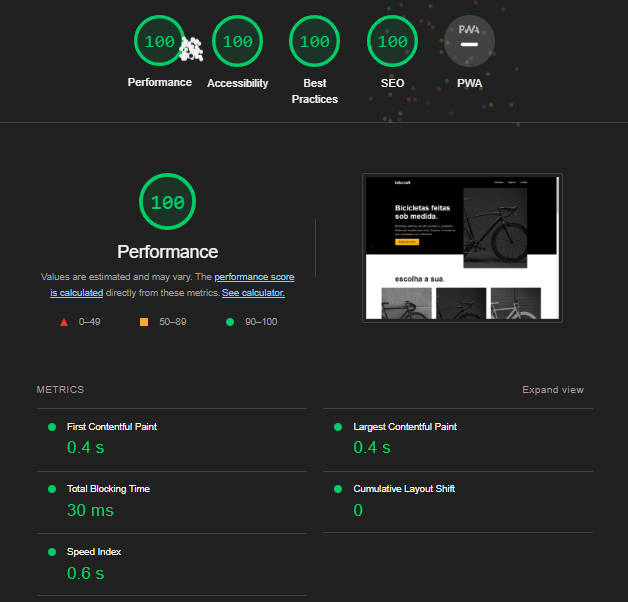 100
100
100
100
PWA
Performance
Accessibility
Best
Practices
SEO
PWA
100
Performance
Values are estimated and may vary. The performance score
is calculated directly from these metrics. See calculator.
0–49
50–89
90–100
Bicicletas feitas
sob medida.
escolha a sua.
METRICS
Expand view
First Contentful Paint
0.4 s
Largest Contentful Paint
0.4 s
Total Blocking Time
30 ms
Cumulative Layout Shift
0
Speed Index
0.6 s